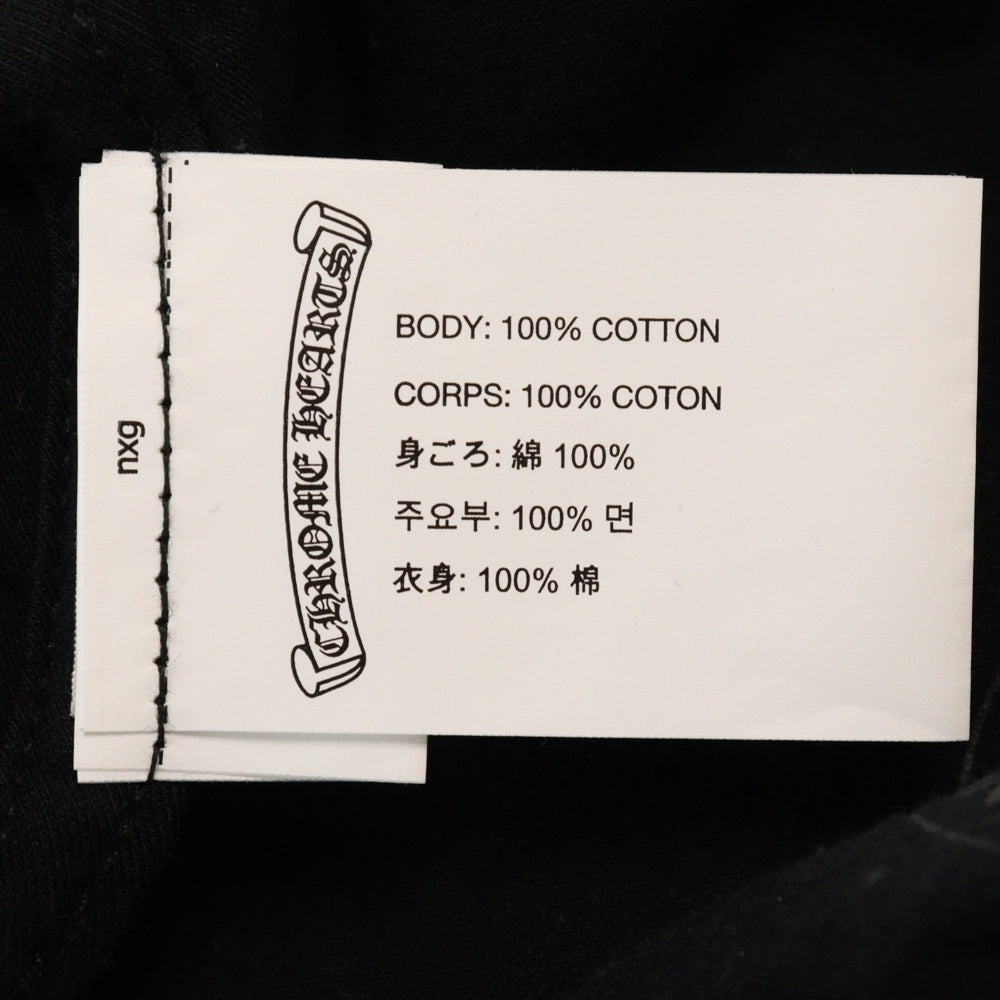 nxg
CHROME HEARTS
BODY: 100% COTTON
CORPS: 100% COTON
身ごろ: 綿 100%
주요부: 100% 면
衣身: 100% 棉